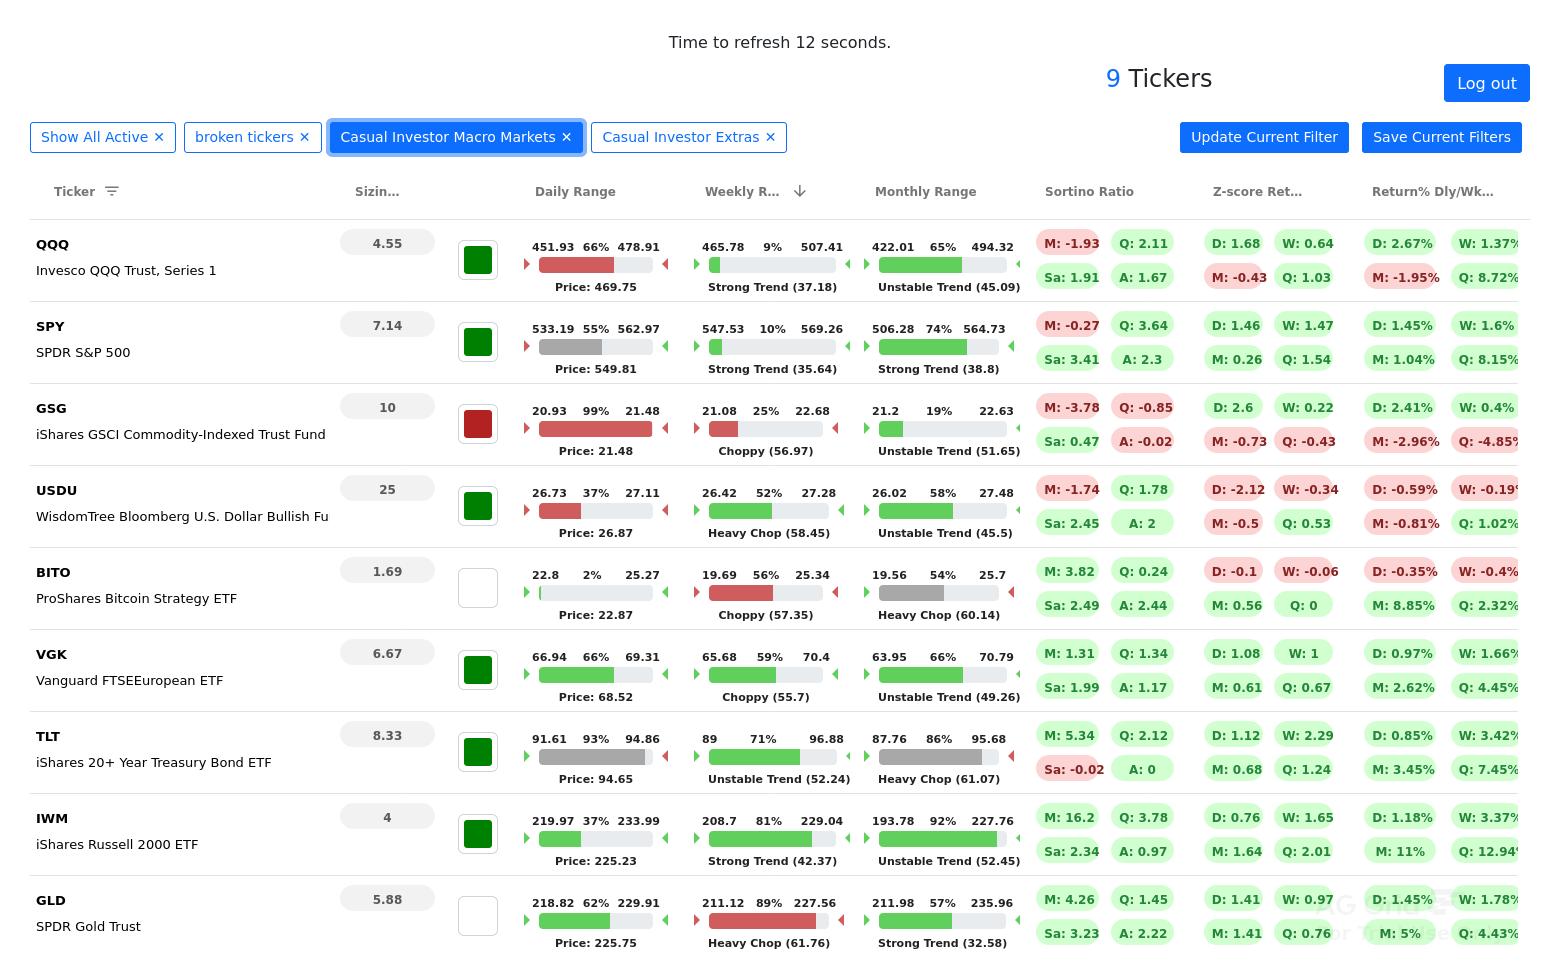 Time to refresh 12 seconds.
9 Tickers
Log out
Show All Active ✕ broken tickers ✕ Casual Investor Macro Markets ✕ Casual Investor Extras ✕ Update Current Filter Save Current Filters
Ticker Sizin… Daily Range Weekly R… Monthly Range Sortino Ratio Z-score Ret… Return% Dly/Wk…
QQQ 4.55 451.93 66% 478.91 465.78 9% 507.41 422.01 65% 494.32 M: -1.93 Q: 2.11 D: 1.68 W: 0.64 D: 2.67% W: 1.37%
Invesco QQQ Trust, Series 1 Price: 469.75 Strong Trend (37.18) Unstable Trend (45.09) Sa: 1.91 A: 1.67 M: -0.43 Q: 1.03 M: -1.95% Q: 8.72%
SPY 7.14 533.19 55% 562.97 547.53 10% 569.26 506.28 74% 564.73 M: -0.27 Q: 3.64 D: 1.46 W: 1.47 D: 1.45% W: 1.6%
SPDR S&P 500 Price: 549.81 Strong Trend (35.64) Strong Trend (38.8) Sa: 3.41 A: 2.3 M: 0.26 Q: 1.54 M: 1.04% Q: 8.15%
GSG 10 20.93 99% 21.48 21.08 25% 22.68 21.2 19% 22.63 M: -3.78 Q: -0.85 D: 2.6 W: 0.22 D: 2.41% W: 0.4%
iShares GSCI Commodity-Indexed Trust Fund Price: 21.48 Choppy (56.97) Unstable Trend (51.65) Sa: 0.47 A: -0.02 M: -0.73 Q: -0.43 M: -2.96% Q: -4.85%
USDU 25 26.73 37% 27.11 26.42 52% 27.28 26.02 58% 27.48 M: -1.74 Q: 1.78 D: -2.12 W: -0.34 D: -0.59% W: -0.19%
WisdomTree Bloomberg U.S. Dollar Bullish Fu Price: 26.87 Heavy Chop (58.45) Unstable Trend (45.5) Sa: 2.45 A: 2 M: -0.5 Q: 0.53 M: -0.81% Q: 1.02%
BITO 1.69 22.8 2% 25.27 19.69 56% 25.34 19.56 54% 25.7 M: 3.82 Q: 0.24 D: -0.1 W: -0.06 D: -0.35% W: -0.4%
ProShares Bitcoin Strategy ETF Price: 22.87 Choppy (57.35) Heavy Chop (60.14) Sa: 2.49 A: 2.44 M: 0.56 Q: 0 M: 8.85% Q: 2.32%
VGK 6.67 66.94 66% 69.31 65.68 59% 70.4 63.95 66% 70.79 M: 1.31 Q: 1.34 D: 1.08 W: 1 D: 0.97% W: 1.66%
Vanguard FTSEEuropean ETF Price: 68.52 Choppy (55.7) Unstable Trend (49.26) Sa: 1.99 A: 1.17 M: 0.61 Q: 0.67 M: 2.62% Q: 4.45%
TLT 8.33 91.61 93% 94.86 89 71% 96.88 87.76 86% 95.68 M: 5.34 Q: 2.12 D: 1.12 W: 2.29 D: 0.85% W: 3.42%
iShares 20+ Year Treasury Bond ETF Price: 94.65 Unstable Trend (52.24) Heavy Chop (61.07) Sa: -0.02 A: 0 M: 0.68 Q: 1.24 M: 3.45% Q: 7.45%
IWM 4 219.97 37% 233.99 208.7 81% 229.04 193.78 92% 227.76 M: 16.2 Q: 3.78 D: 0.76 W: 1.65 D: 1.18% W: 3.37%
iShares Russell 2000 ETF Price: 225.23 Strong Trend (42.37) Unstable Trend (52.45) Sa: 2.34 A: 0.97 M: 1.64 Q: 2.01 M: 11% Q: 12.94%
GLD 5.88 218.82 62% 229.91 211.12 89% 227.56 211.98 57% 235.96 M: 4.26 Q: 1.45 D: 1.41 W: 0.97 D: 1.45% W: 1.78%
SPDR Gold Trust Price: 225.75 Heavy Chop (61.76) Strong Trend (32.58) Sa: 3.23 A: 2.22 M: 1.41 Q: 0.76 M: 5% Q: 4.43%